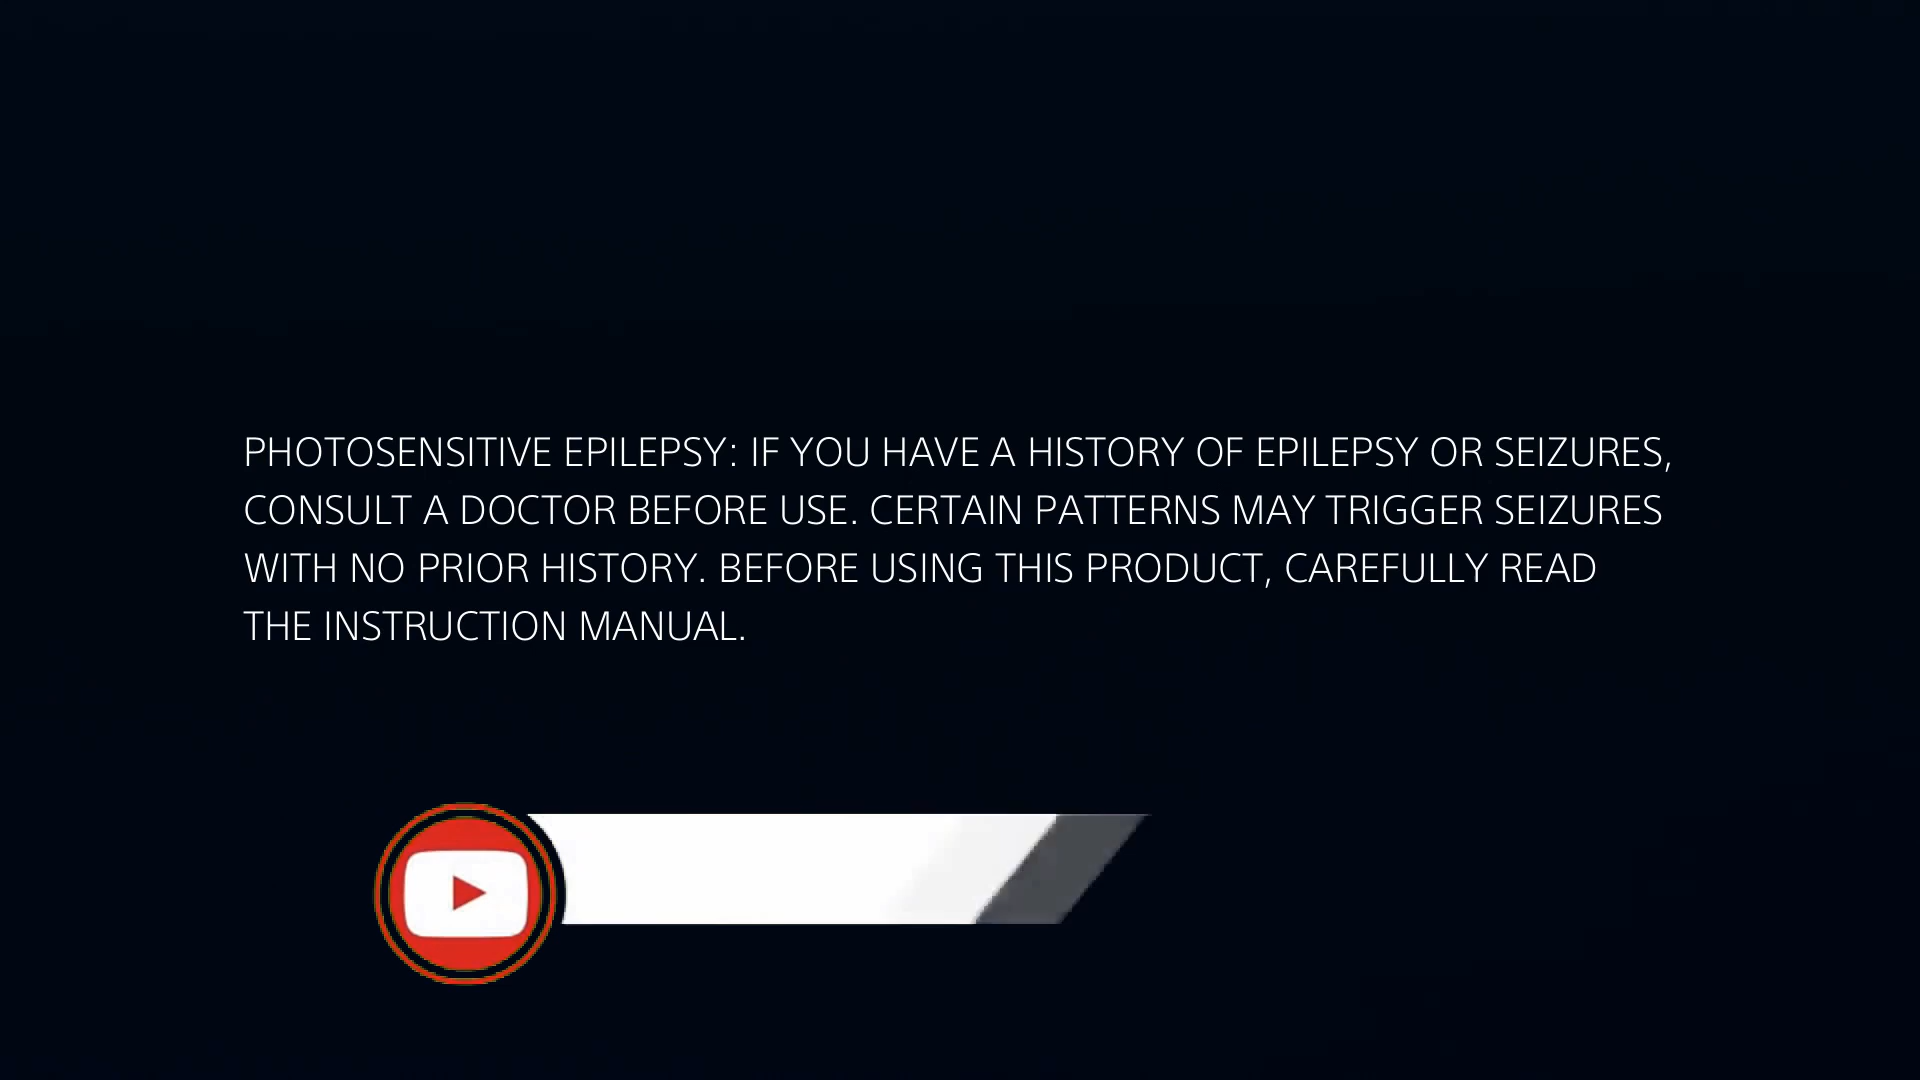 PHOTOSENSITIVE EPILEPSY: IF YOU HAVE A HISTORY OF EPILEPSY OR SEIZURES,
CONSULT A DOCTOR BEFORE USE. CERTAIN PATTERNS MAY TRIGGER SEIZURES
WITH NO PRIOR HISTORY. BEFORE USING THIS PRODUCT, CAREFULLY READ
THE INSTRUCTION MANUAL.